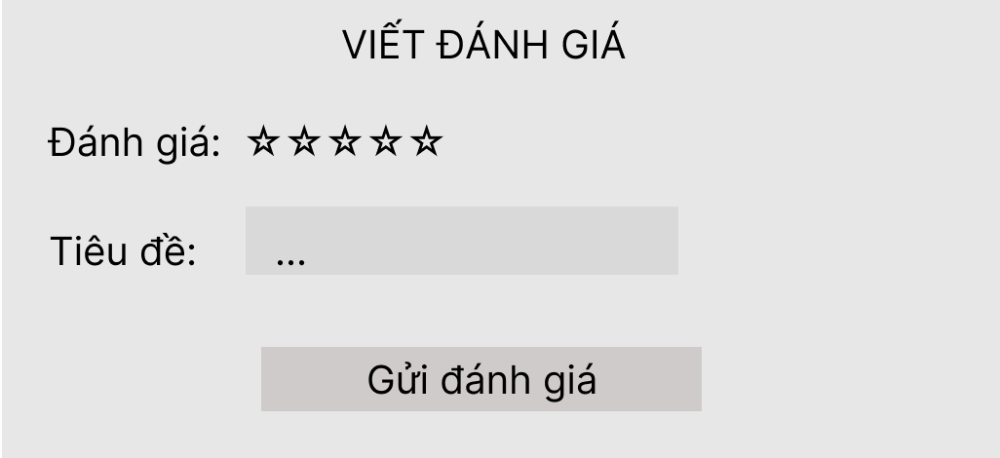 VIẾT ĐÁNH GIÁ
Đánh giá: ☆☆☆☆☆
Tiêu đề: ...
Gửi đánh giá